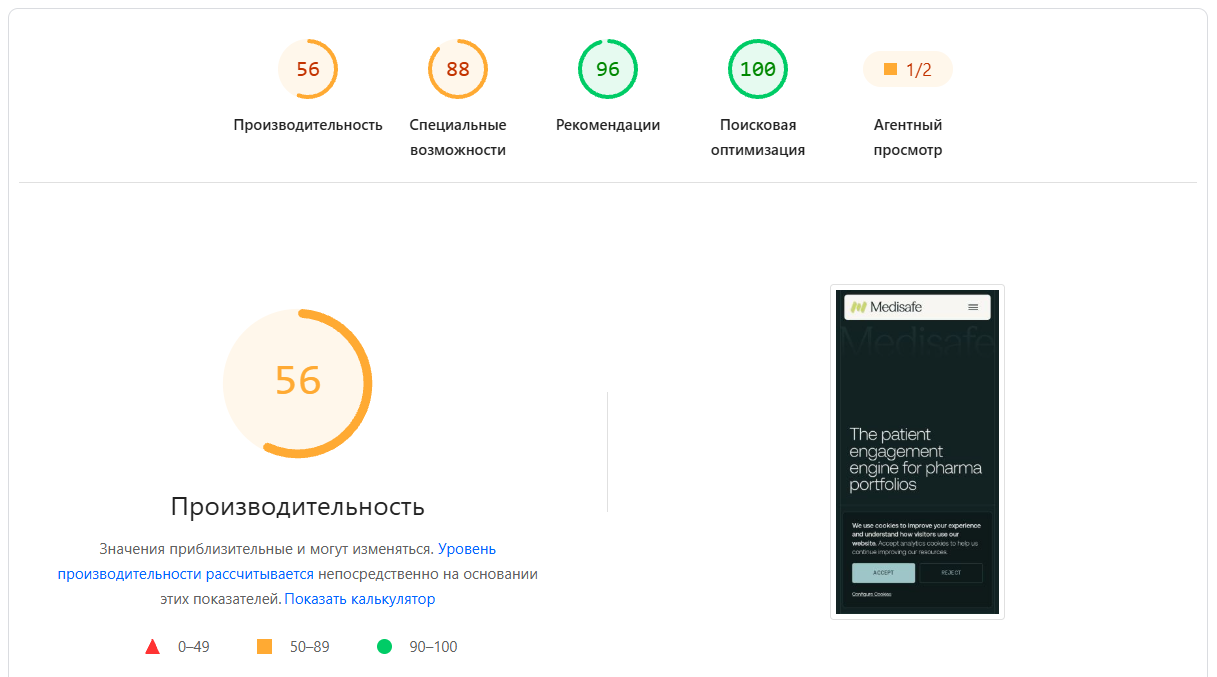 56
88
96
100
1/2
Производительность
Специальные
возможности
Рекомендации
Поисковая
оптимизация
Агентный
просмотр
56
Производительность
Значения приблизительные и могут изменяться. Уровень
производительности рассчитывается непосредственно на основании
этих показателей. Показать калькулятор
0–49
50–89
90–100
Medisafe
Medisafe
The patient
engagement
engine for pharma
portfolios
We use cookies to improve your experience
and understand how visitors use our
website. Accept analytics cookies to help us
continue improving our resources
ACCEPT
REJECT
Configure Cookies